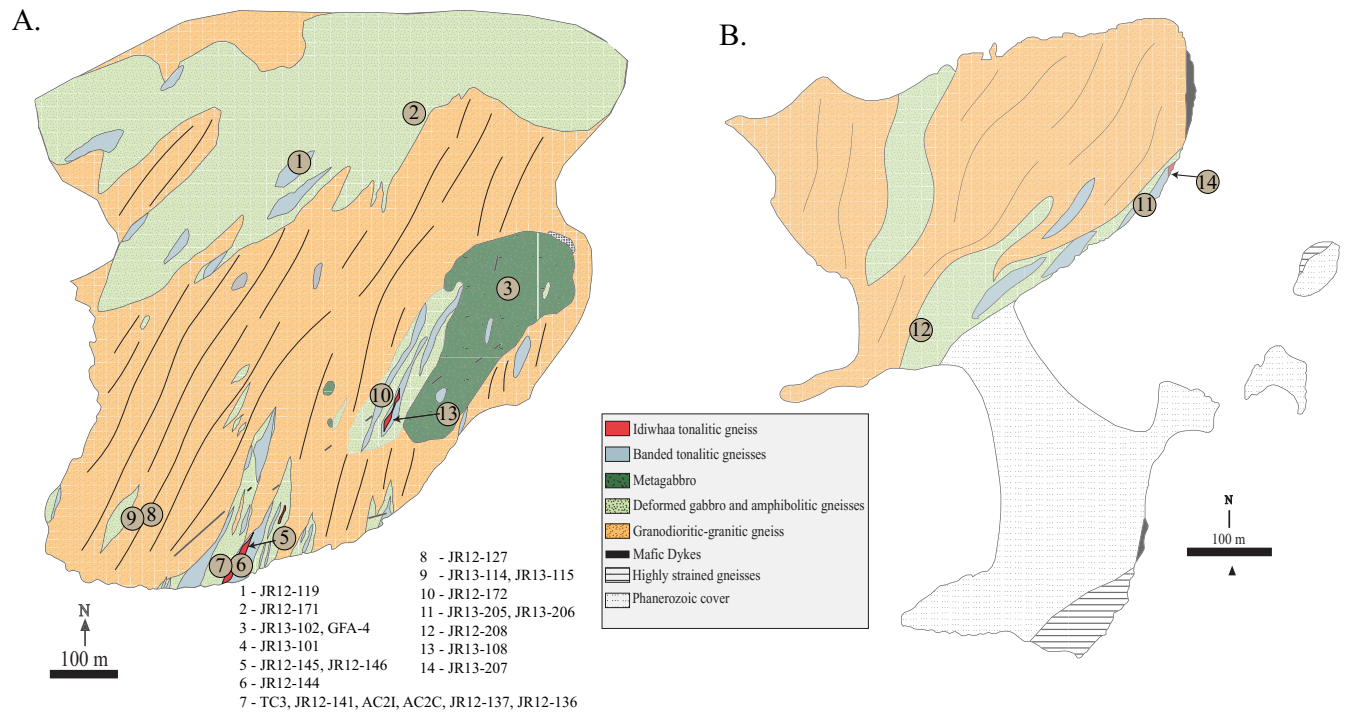 A.
B.
2
1
3
10
13
9
8
5
7
6
14
11
12
Idiwhaa tonalitic gneiss
Banded tonalitic gneisses
Metagabbro
Deformed gabbro and amphibolitic gneisses
Granodioritic-granitic gneiss
Mafic Dykes
Highly strained gneisses
Phanerozoic cover
N
100 m
N
100 m
1 - JR12-119
2 - JR12-171
3 - JR13-102, GFA-4
4 - JR13-101
5 - JR12-145, JR12-146
6 - JR12-144
7 - TC3, JR12-141, AC2I, AC2C, JR12-137, JR12-136
8 - JR12-127
9 - JR13-114, JR13-115
10 - JR12-172
11 - JR13-205, JR13-206
12 - JR12-208
13 - JR13-108
14 - JR13-207